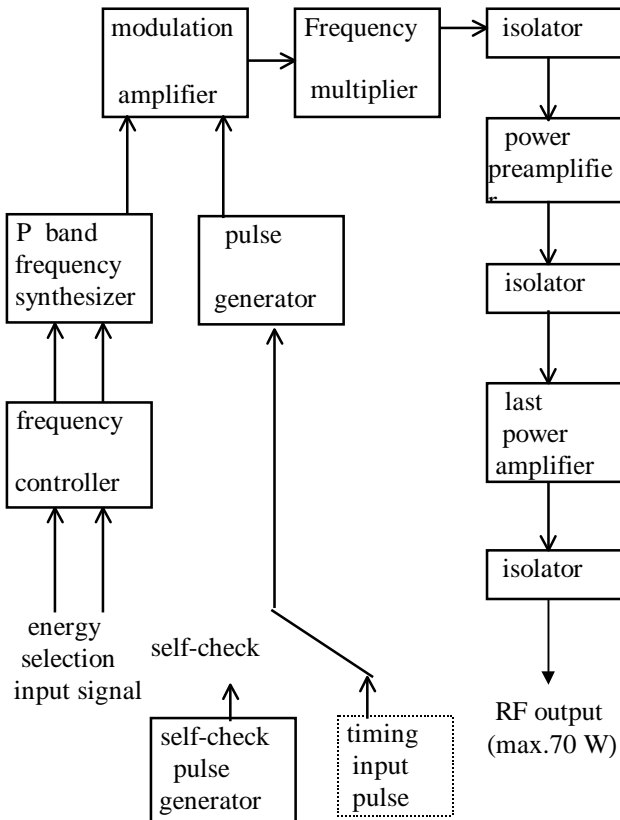 modulation
amplifier
Frequency
multiplier
isolator
power
preamplifie
r
P band
frequency
synthesizer
pulse
generator
isolator
frequency
controller
last
power
amplifier
isolator
energy
selection
input signal
self-check
self-check
pulse
generator
timing
input
pulse
RF output
(max.70 W)